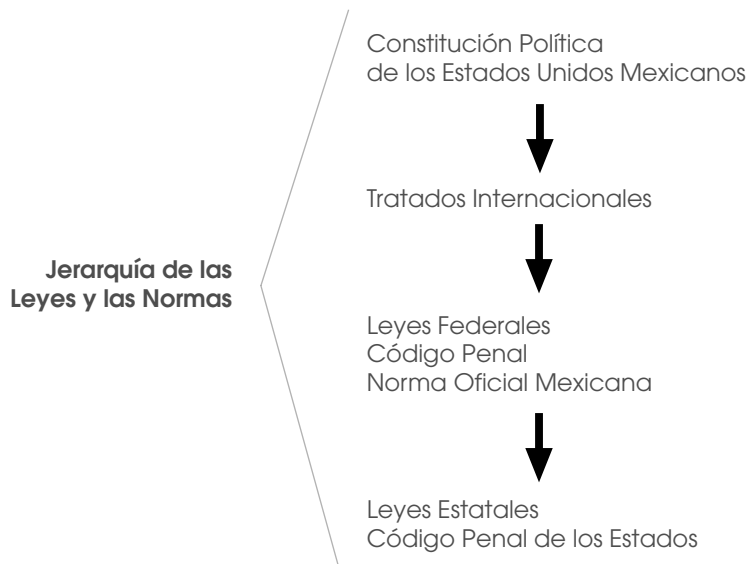 Constitución Política
de los Estados Unidos Mexicanos
Tratados Internacionales
Jerarquía de las
Leyes y las Normas
Leyes Federales
Código Penal
Norma Oficial Mexicana
Leyes Estatales
Código Penal de los Estados